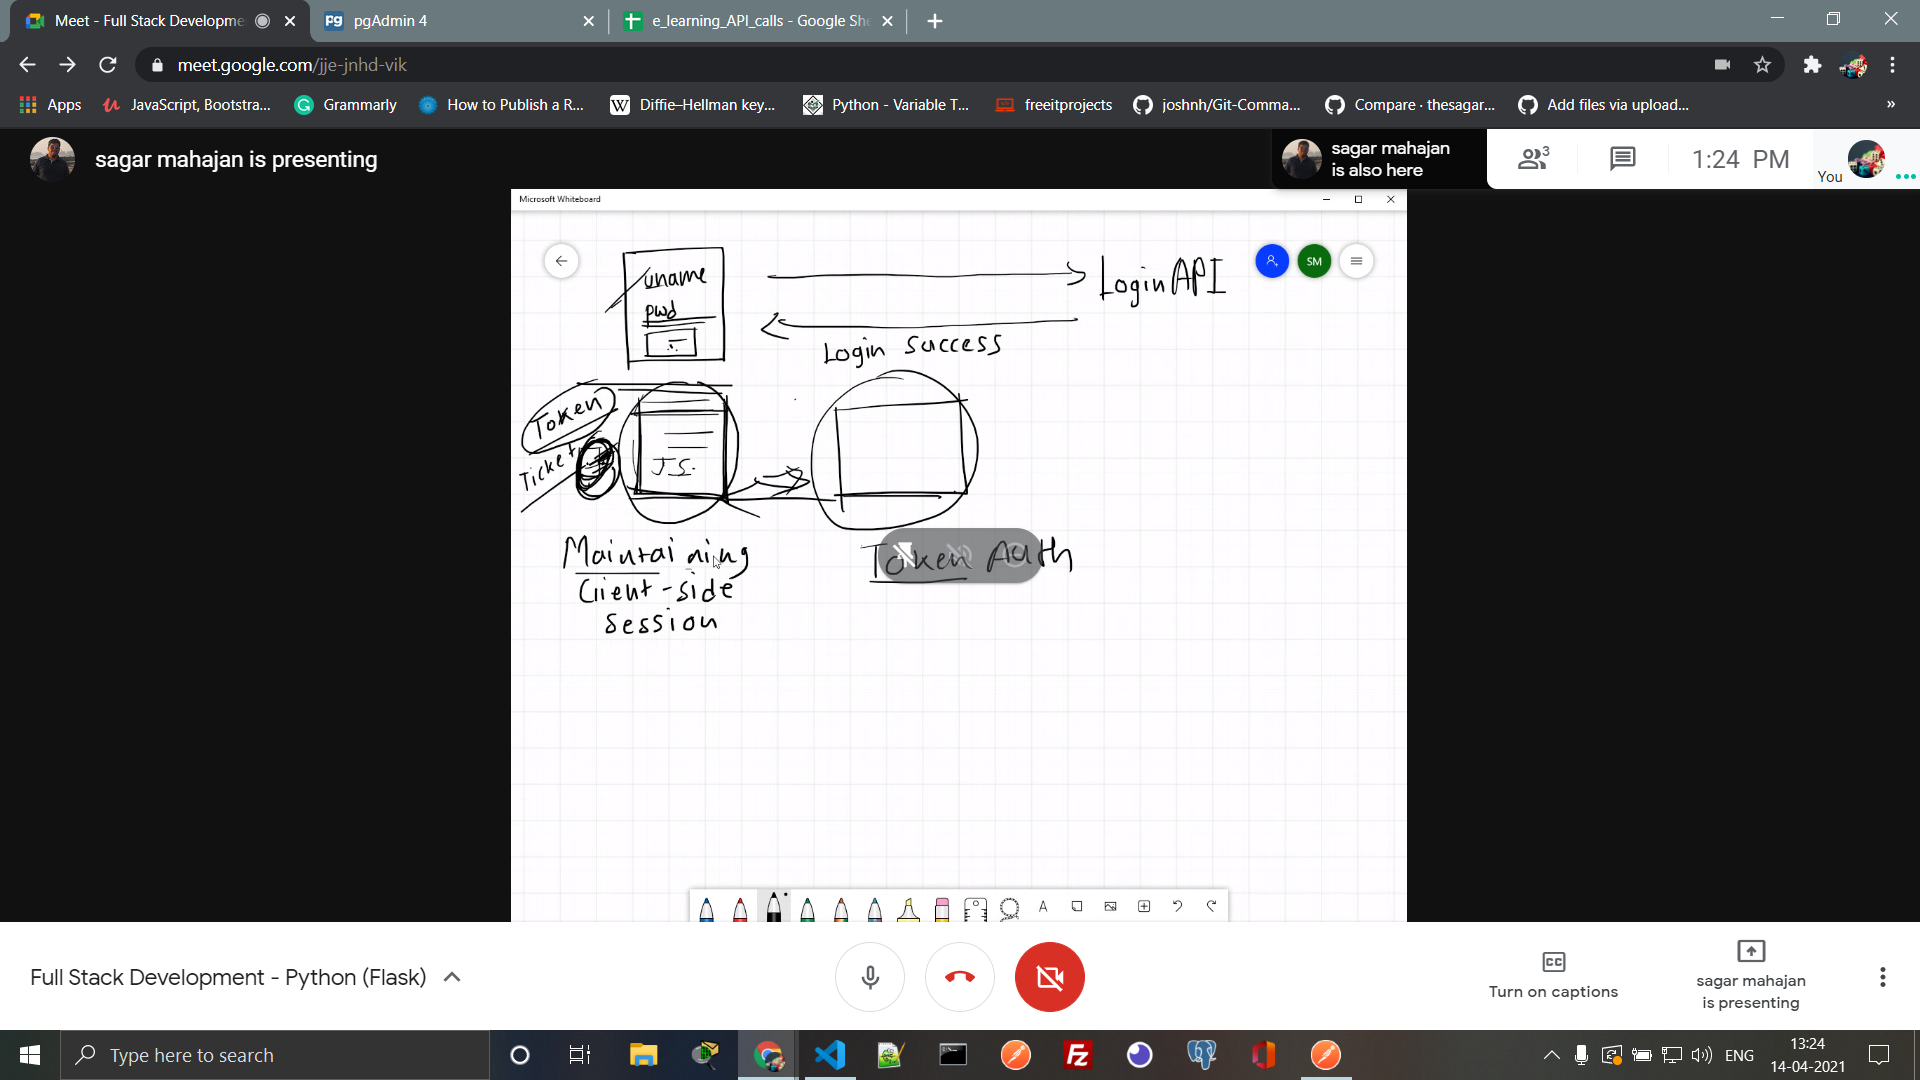 Meet - Full Stack Developme
pgAdmin 4
e_learning_API_calls - Google She
meet.google.com/jje-jnhd-vik
Apps
JavaScript, Bootstra...
Grammarly
How to Publish a R...
Diffie–Hellman key...
Python - Variable T...
freeitprojects
joshnh/Git-Comma...
Compare · thesagar...
Add files via upload...
»
sagar mahajan is presenting
sagar mahajan
is also here
3
1:24 PM
You
Microsoft Whiteboard
SM
uname
pwd
Login API
Login Success
Token
Ticket
JS.
Maintaining
Client-side
Session
Token Auth
Full Stack Development - Python (Flask)
Turn on captions
sagar mahajan
is presenting
Type here to search
ENG
13:24
14-04-2021